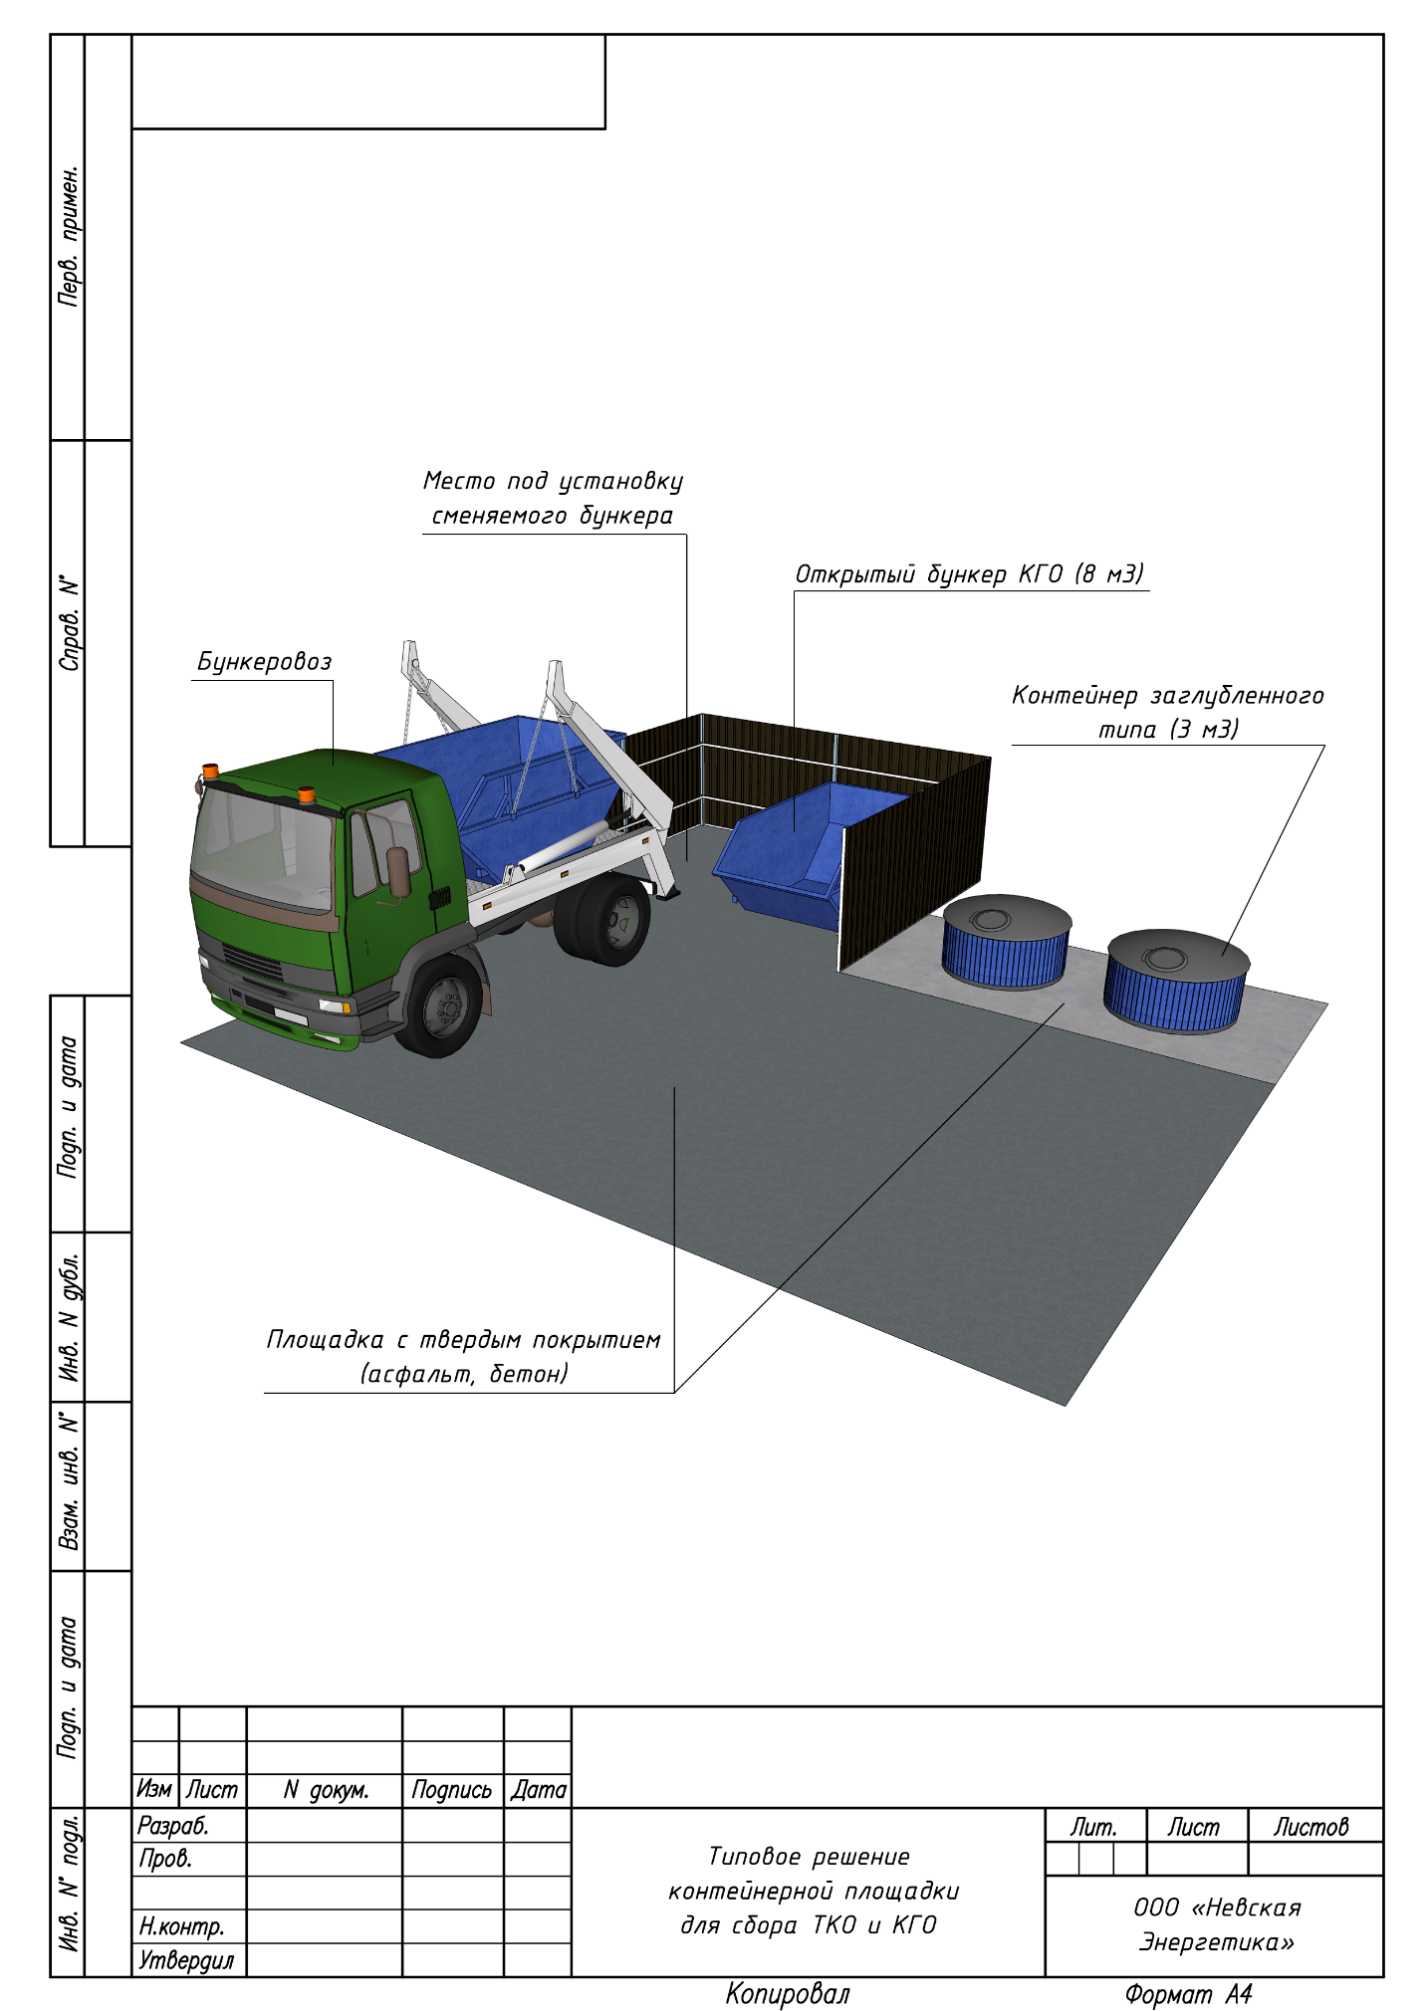 Перв. примен.
Справ. N°
Подп. и дата
Инв. N дубл.
Взам. инв. N°
Подп. и дата
Инв. N° подл.
Место под установку
сменяемого бункера
Открытый бункер КГО (8 м3)
Бункеровоз
Контейнер заглубленного
типа (3 м3)
Площадка с твердым покрытием
(асфальт, бетон)
Изм Лист N докум. Подпись Дата
Разраб.
Пров.
Н.контр.
Утвердил
Типовое решение
контейнерной площадки
для сбора ТКО и КГО
Лит. Лист Листов
ООО «Невская
Энергетика»
Копировал Формат А4